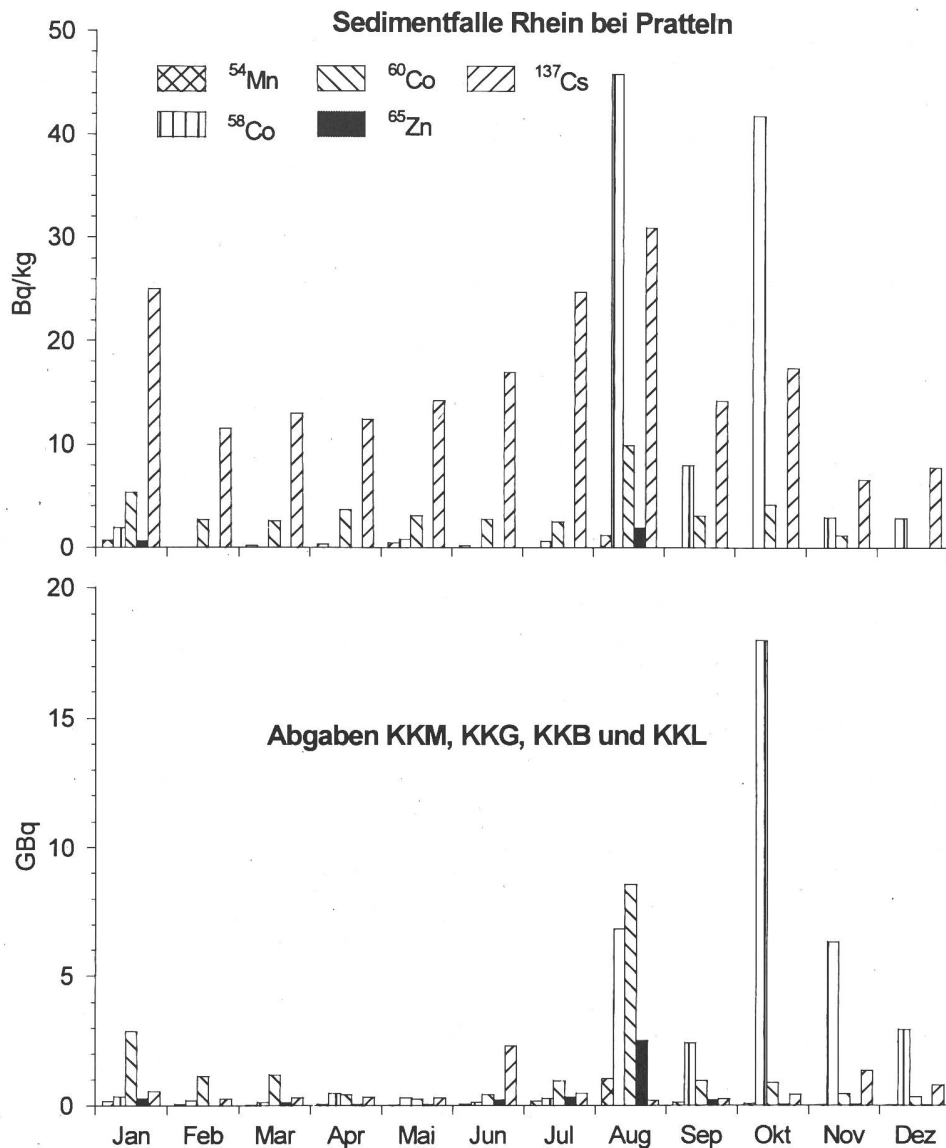 Sedimentfalle Rhein bei Pratteln
50
40
30
20
10
0
Bq/kg
⁵⁴Mn ⁶⁰Co ¹³⁷Cs
⁵⁸Co ⁶⁵Zn
20
15
10
5
0
GBq
Abgaben KKM, KKG, KKB und KKL
Jan Feb Mar Apr Mai Jun Jul Aug Sep Okt Nov Dez